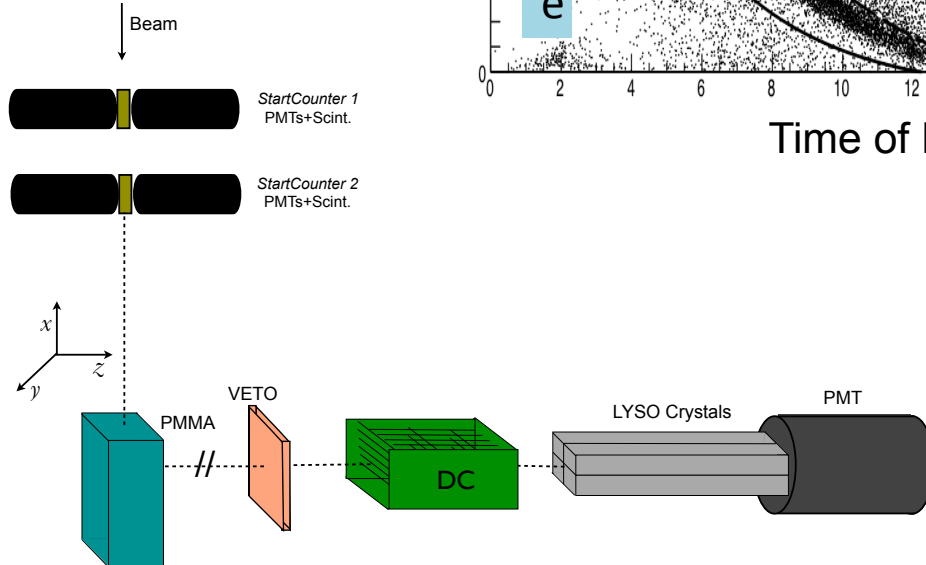 e
0
0 2 4 6 8 10 12
Time of
Beam
StartCounter 1
PMTs+Scint.
StartCounter 2
PMTs+Scint.
x
z
y
VETO
PMMA
LYSO Crystals
PMT
//
DC